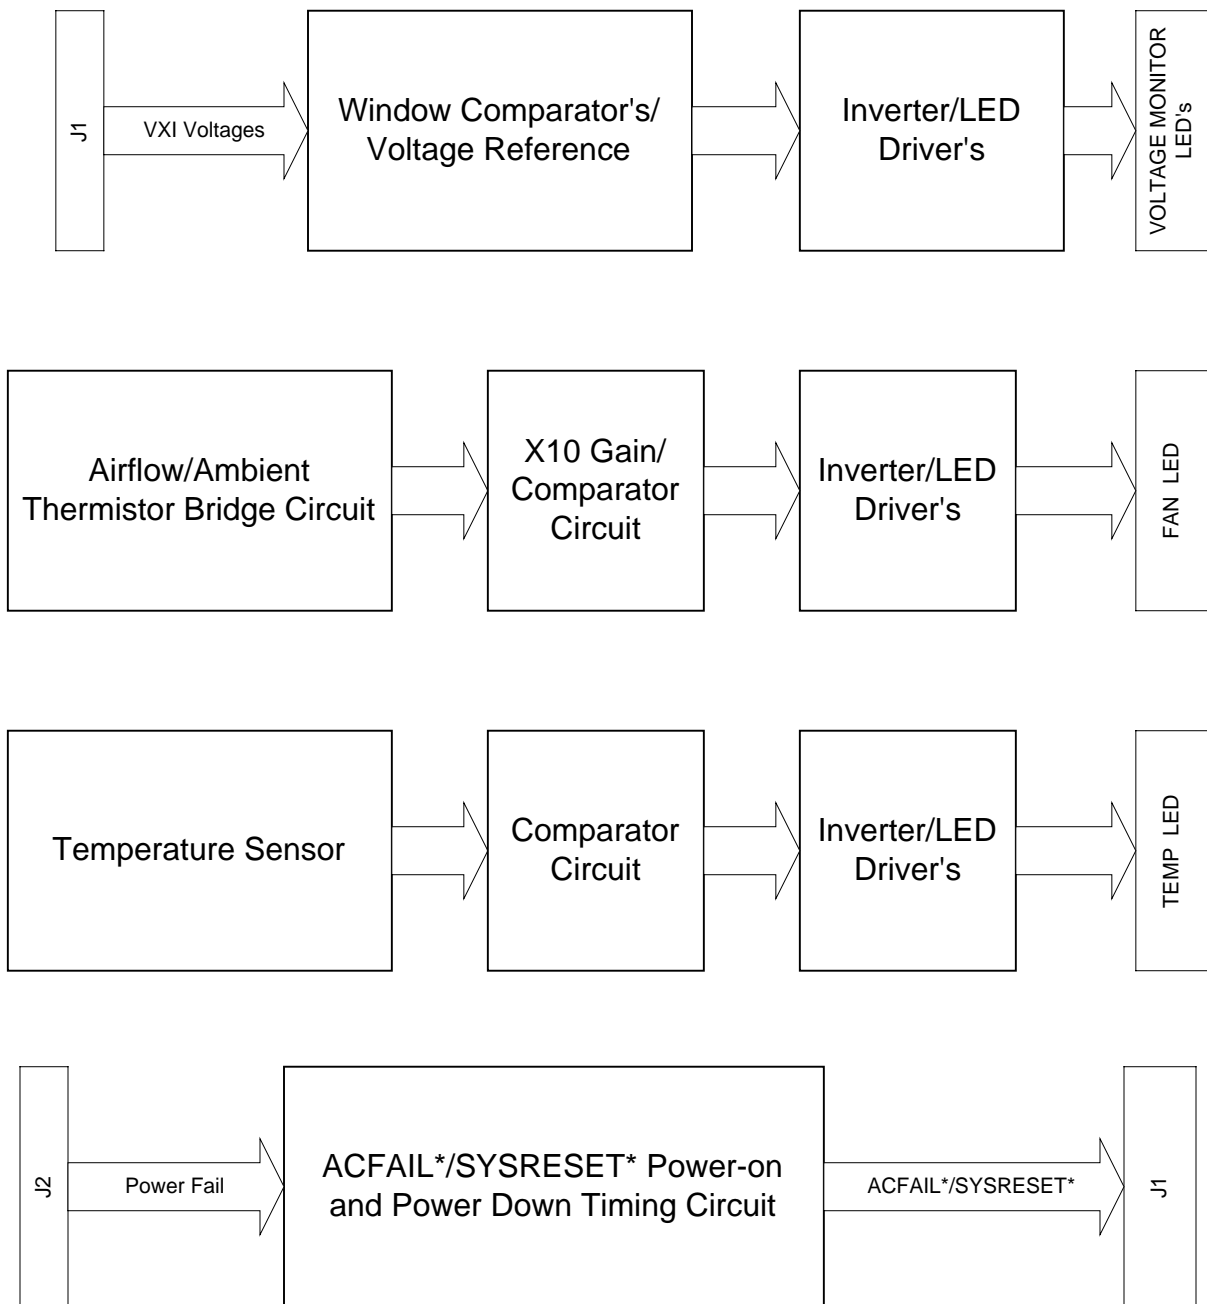 J1
VXI Voltages
Window Comparator's/
Voltage Reference
Inverter/LED
Driver's
VOLTAGE MONITOR
LED's
Airflow/Ambient
Thermistor Bridge Circuit
X10 Gain/
Comparator
Circuit
Inverter/LED
Driver's
FAN LED
Temperature Sensor
Comparator
Circuit
Inverter/LED
Driver's
TEMP LED
J2
Power Fail
ACFAIL*/SYSRESET* Power-on
and Power Down Timing Circuit
ACFAIL*/SYSRESET*
J1